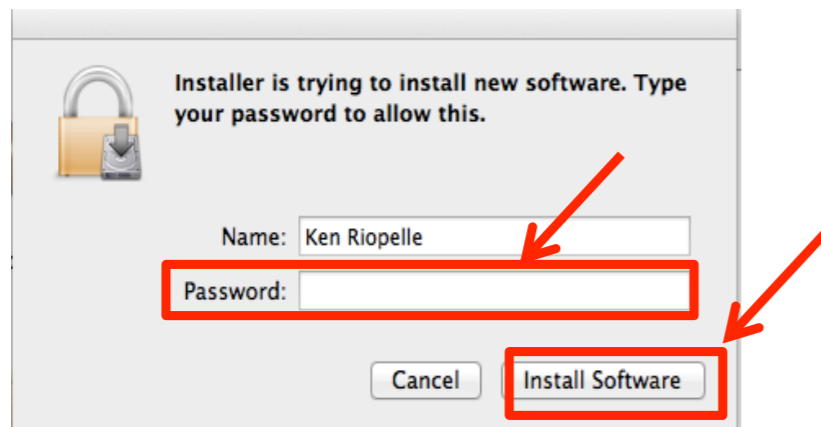 Installer is trying to install new software. Type
your password to allow this.
Name: Ken Riopelle
Password:
Cancel Install Software